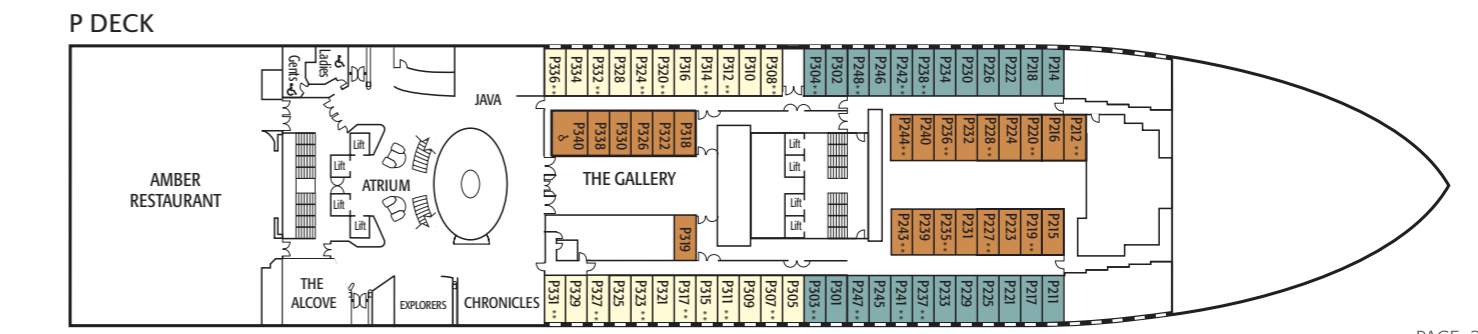 P DECK
Gents
Ladies
JAVA
AMBER
RESTAURANT
Lift
Lift
Lift
Lift
ATRIUM
THE
ALCOVE
EXPLORERS
CHRONICLES
P336**
P334
P332**
P328
P324**
P320**
P316
P314**
P312**
P310
P308**
P304**
P302
P248**
P246
P242**
P238**
P234
P230
P226
P222
P218
P214
P340
P338
P330
P326
P322
P318
THE GALLERY
P319
Lift
Lift
Lift
Lift
P244**
P240
P236**
P232
P228**
P224
P220**
P216
P212**
P243**
P239
P235**
P231
P227**
P223
P219**
P215
P331**
P329
P327**
P325
P323**
P321
P317**
P315**
P311**
P309
P307**
P305
P303**
P301
P247**
P245
P241**
P237**
P233
P229
P225
P221
P217
P211